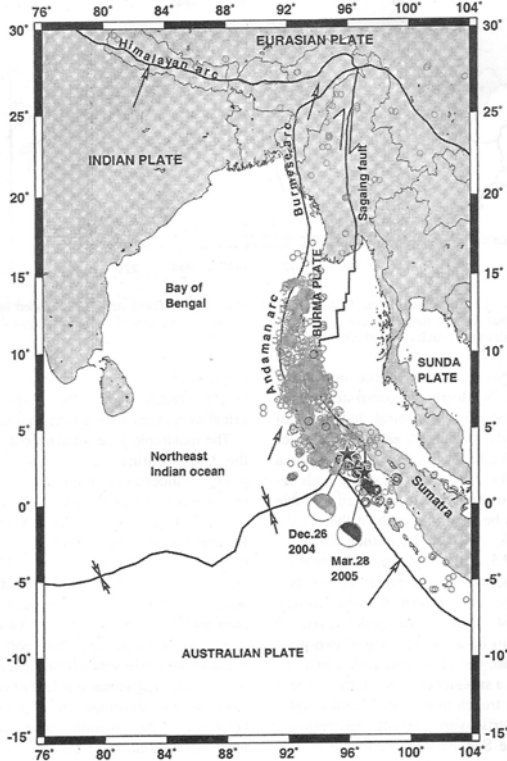 76° 80° 84° 88° 92° 96° 100° 104°
30° 30°
EURASIAN PLATE
Himalayan arc
25° 25°
INDIAN PLATE
Burmese arc
Sagaing fault
20° 20°
15° 15°
Bay of
Bengal
BURMA PLATE
Andaman arc
10° 10°
SUNDA
PLATE
5° 5°
Northeast
Indian ocean
Sumatra
0° 0°
Dec.26
2004
Mar.28
2005
-5° -5°
AUSTRALIAN PLATE
-10° -10°
-15° -15°
76° 80° 84° 88° 92° 96° 100° 104°